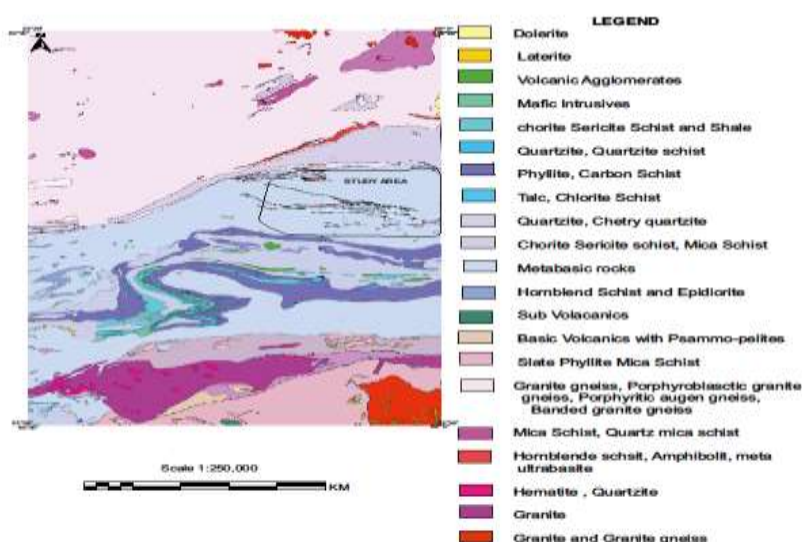 LEGEND
Dolerite
Laterite
Volcanic Agglomerates
Mafic Intrusives
chorite Sericite Schist and Shale
Quartzite, Quartzite schist
Phyllite, Carbon Schist
Talc, Chlorite Schist
Quartzite, Chetry quartzite
Chorite Sericite schist, Mica Schist
Metabasic rocks
Hornblend Schist and Epidiorite
Sub Volacanics
Basic Volcanics with Psammo-pelites
Slate Phyllite Mica Schist
Granite gneiss, Porphyroblasctic granite
gneiss, Porphyritic augen gneiss,
Banded granite gneiss
Mica Schist, Quartz mica schist
Hornblende schsit, Amphibolit, meta
ultrabasite
Hematite , Quartzite
Granite
Granite and Granite gneiss
STUDY AREA
Scale 1:250,000
KM